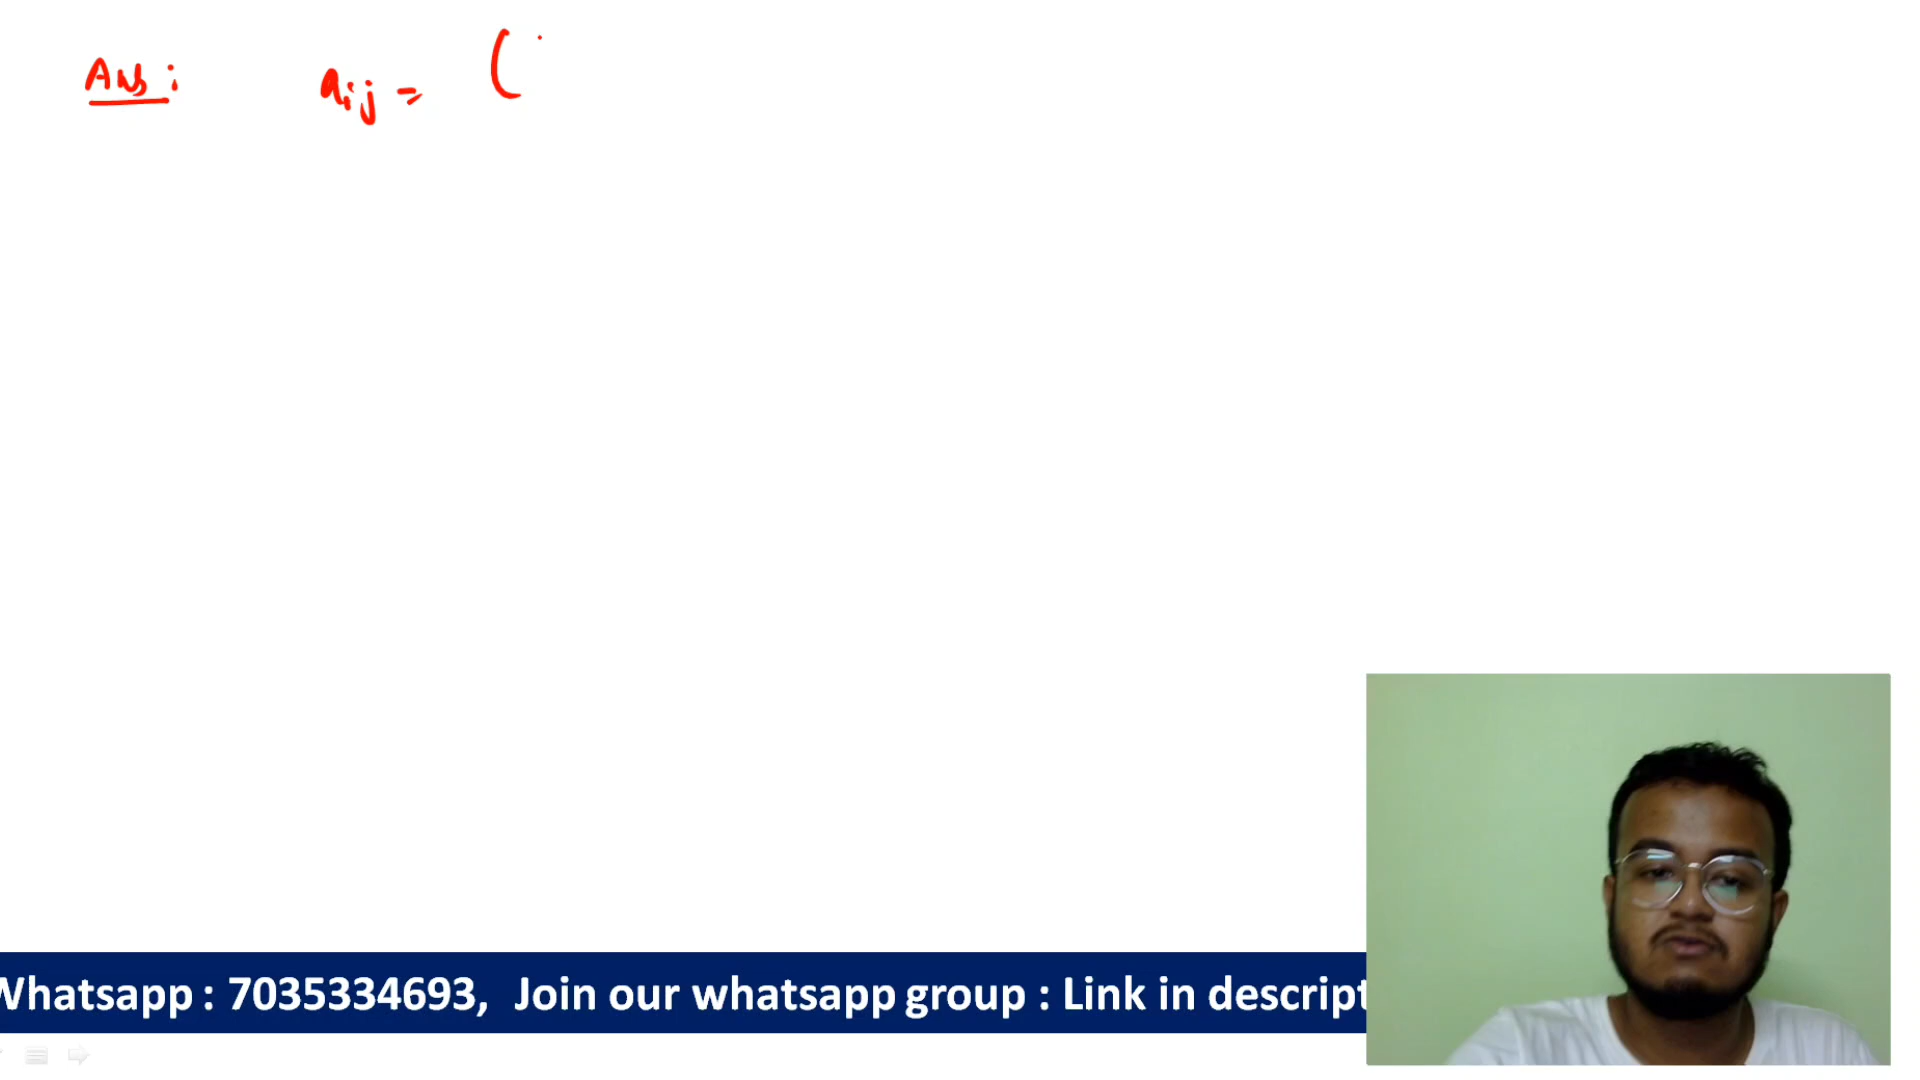 Ans : aij = (
Whatsapp : 7035334693, Join our whatsapp group : Link in descript